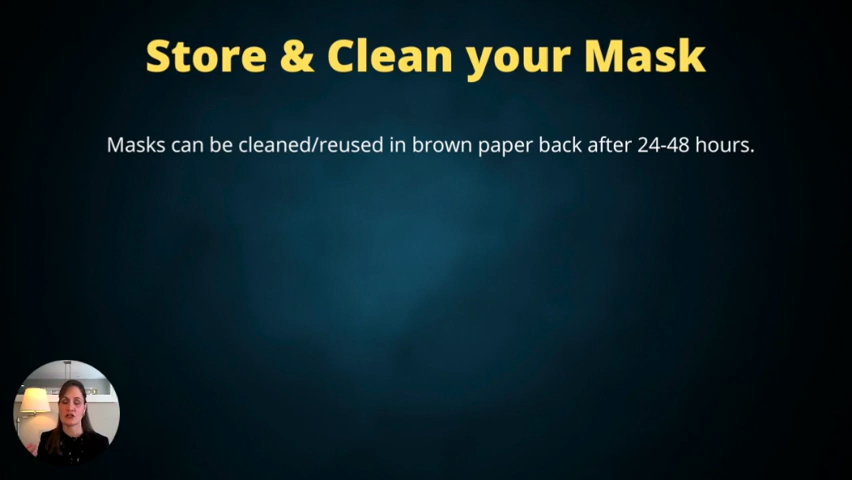 Store & Clean your Mask
Masks can be cleaned/reused in brown paper back after 24-48 hours.